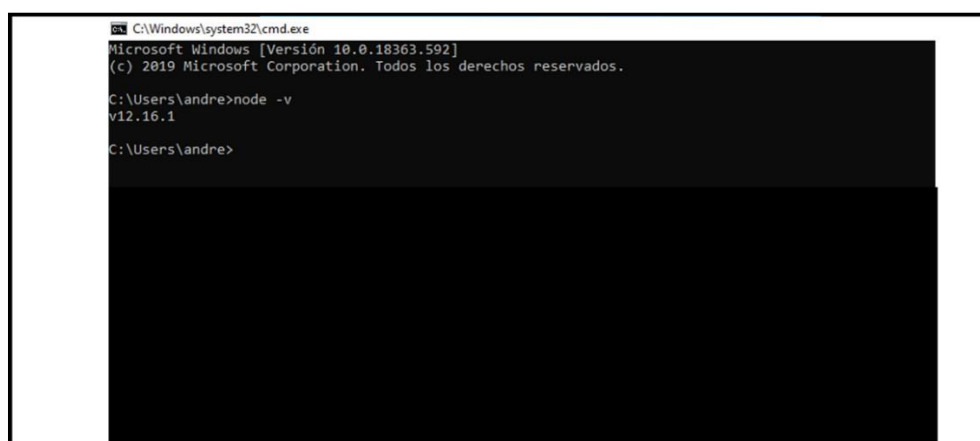 C:\Windows\system32\cmd.exe
Microsoft Windows [Versión 10.0.18363.592]
(c) 2019 Microsoft Corporation. Todos los derechos reservados.
C:\Users\andre>node -v
v12.16.1
C:\Users\andre>